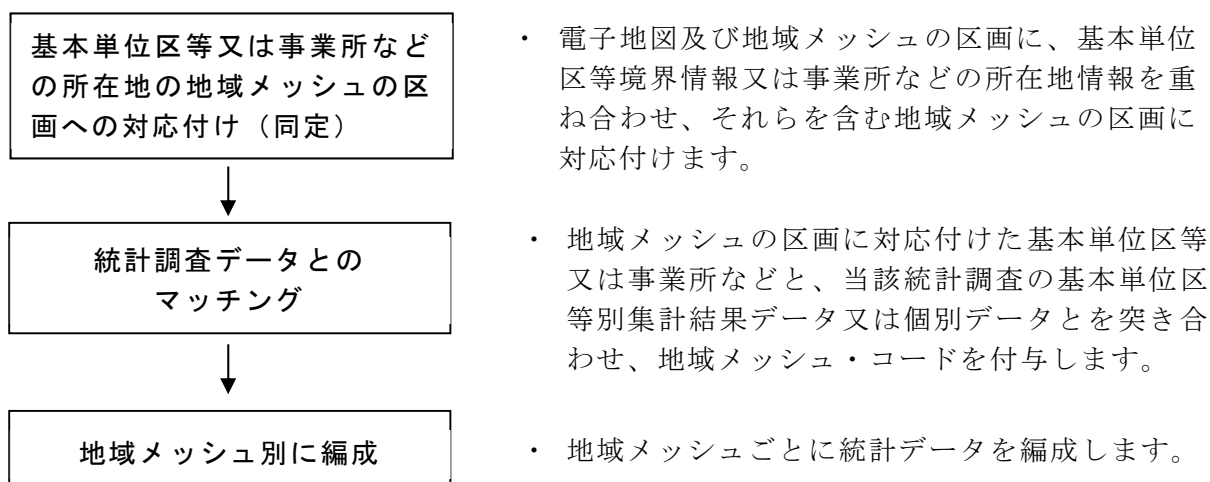 基本単位区等又は事業所など
の所在地の地域メッシュの区
画への対応付け（同定）
・ 電子地図及び地域メッシュの区画に、基本単位
区等境界情報又は事業所などの所在地情報を重
ね合わせ、それらを含む地域メッシュの区画に
対応付けます。
統計調査データとの
マッチング
・ 地域メッシュの区画に対応付けた基本単位区等
又は事業所などと、当該統計調査の基本単位区
等別集計結果データ又は個別データとを突き合
わせ、地域メッシュ・コードを付与します。
地域メッシュ別に編成
・ 地域メッシュごとに統計データを編成します。